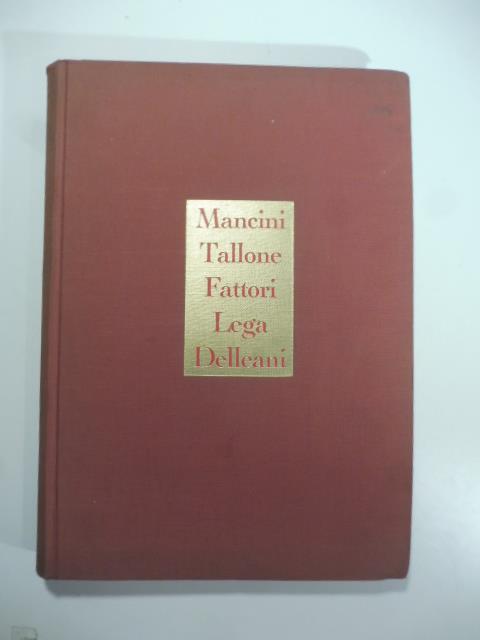 Mancini
Tallone
Fattori
Lega
Delleani